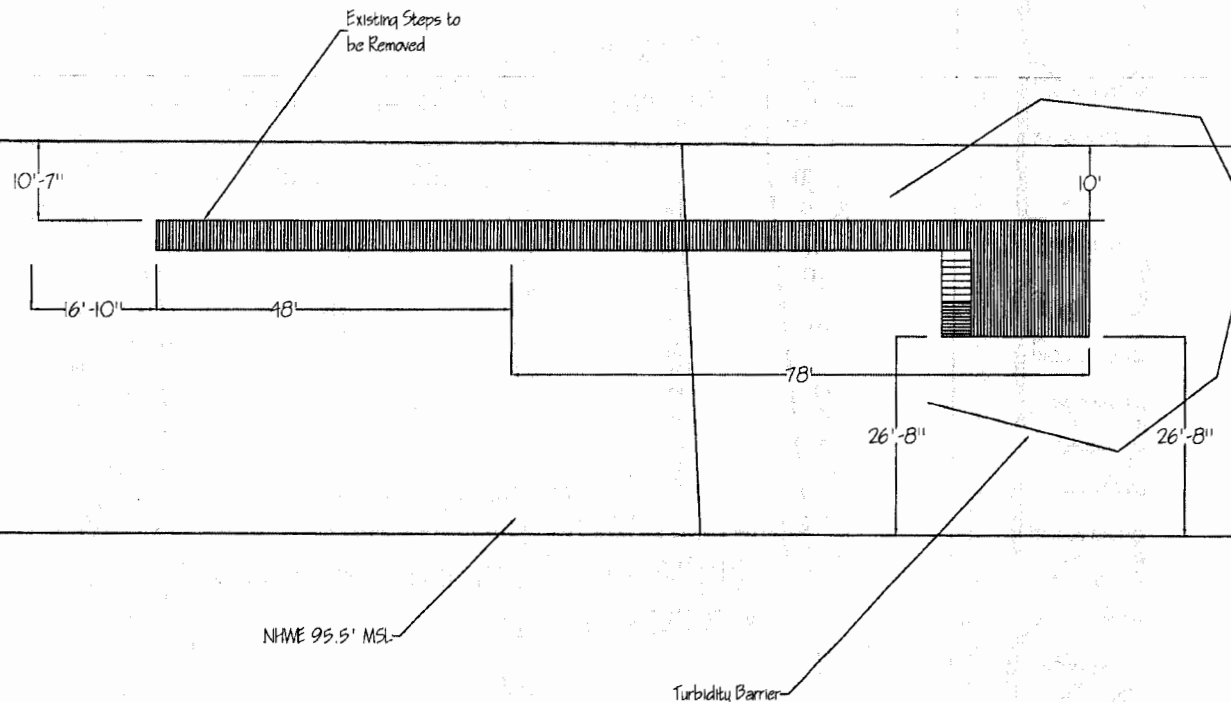 Existing Steps to
be Removed
10'-7"
10'
16'-10"
48'
78'
26'-8"
26'-8"
NHWE 95.5' MSL
Turbidity Barrier